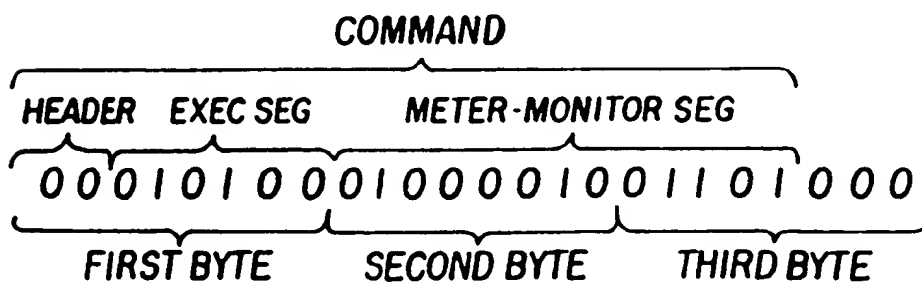 COMMAND
HEADER EXEC SEG METER-MONITOR SEG
0 0 0 1 0 1 0 0 0 1 0 0 0 0 1 0 0 1 1 0 1 0 0 0
FIRST BYTE SECOND BYTE THIRD BYTE